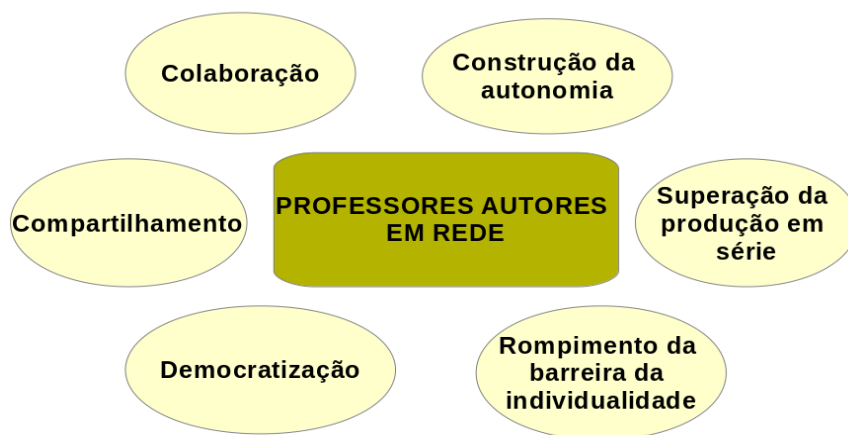 Colaboração
Construção da
autonomia
Compartilhamento
PROFESSORES AUTORES
EM REDE
Superação da
produção em
série
Democratização
Rompimento da
barreira da
individualidade